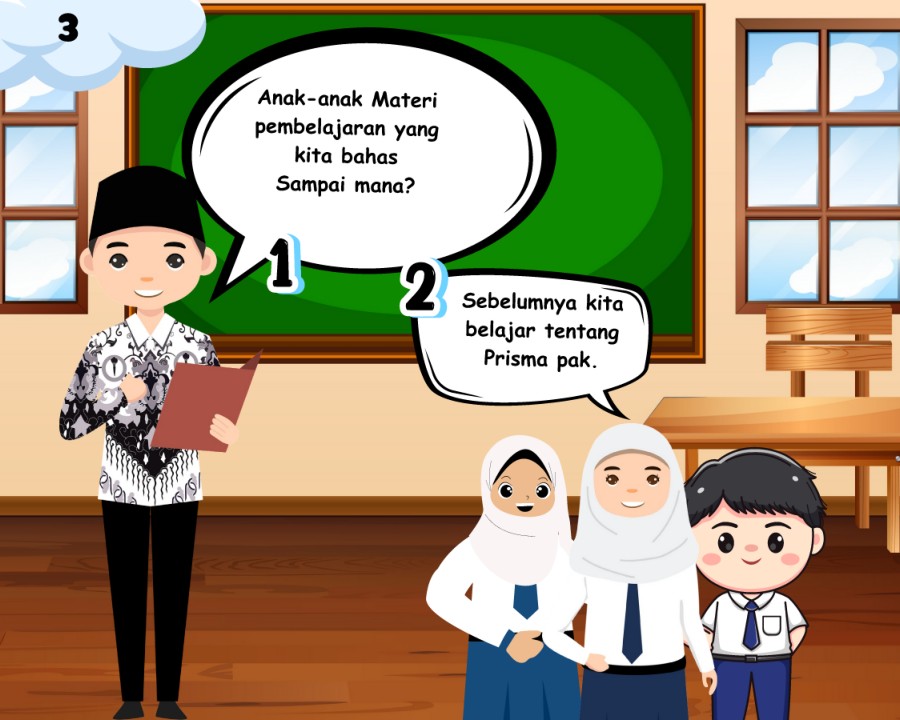 3
Anak-anak Materi
pembelajaran yang
kita bahas
Sampai mana?
1
2
Sebelumnya kita
belajar tentang
Prisma pak.